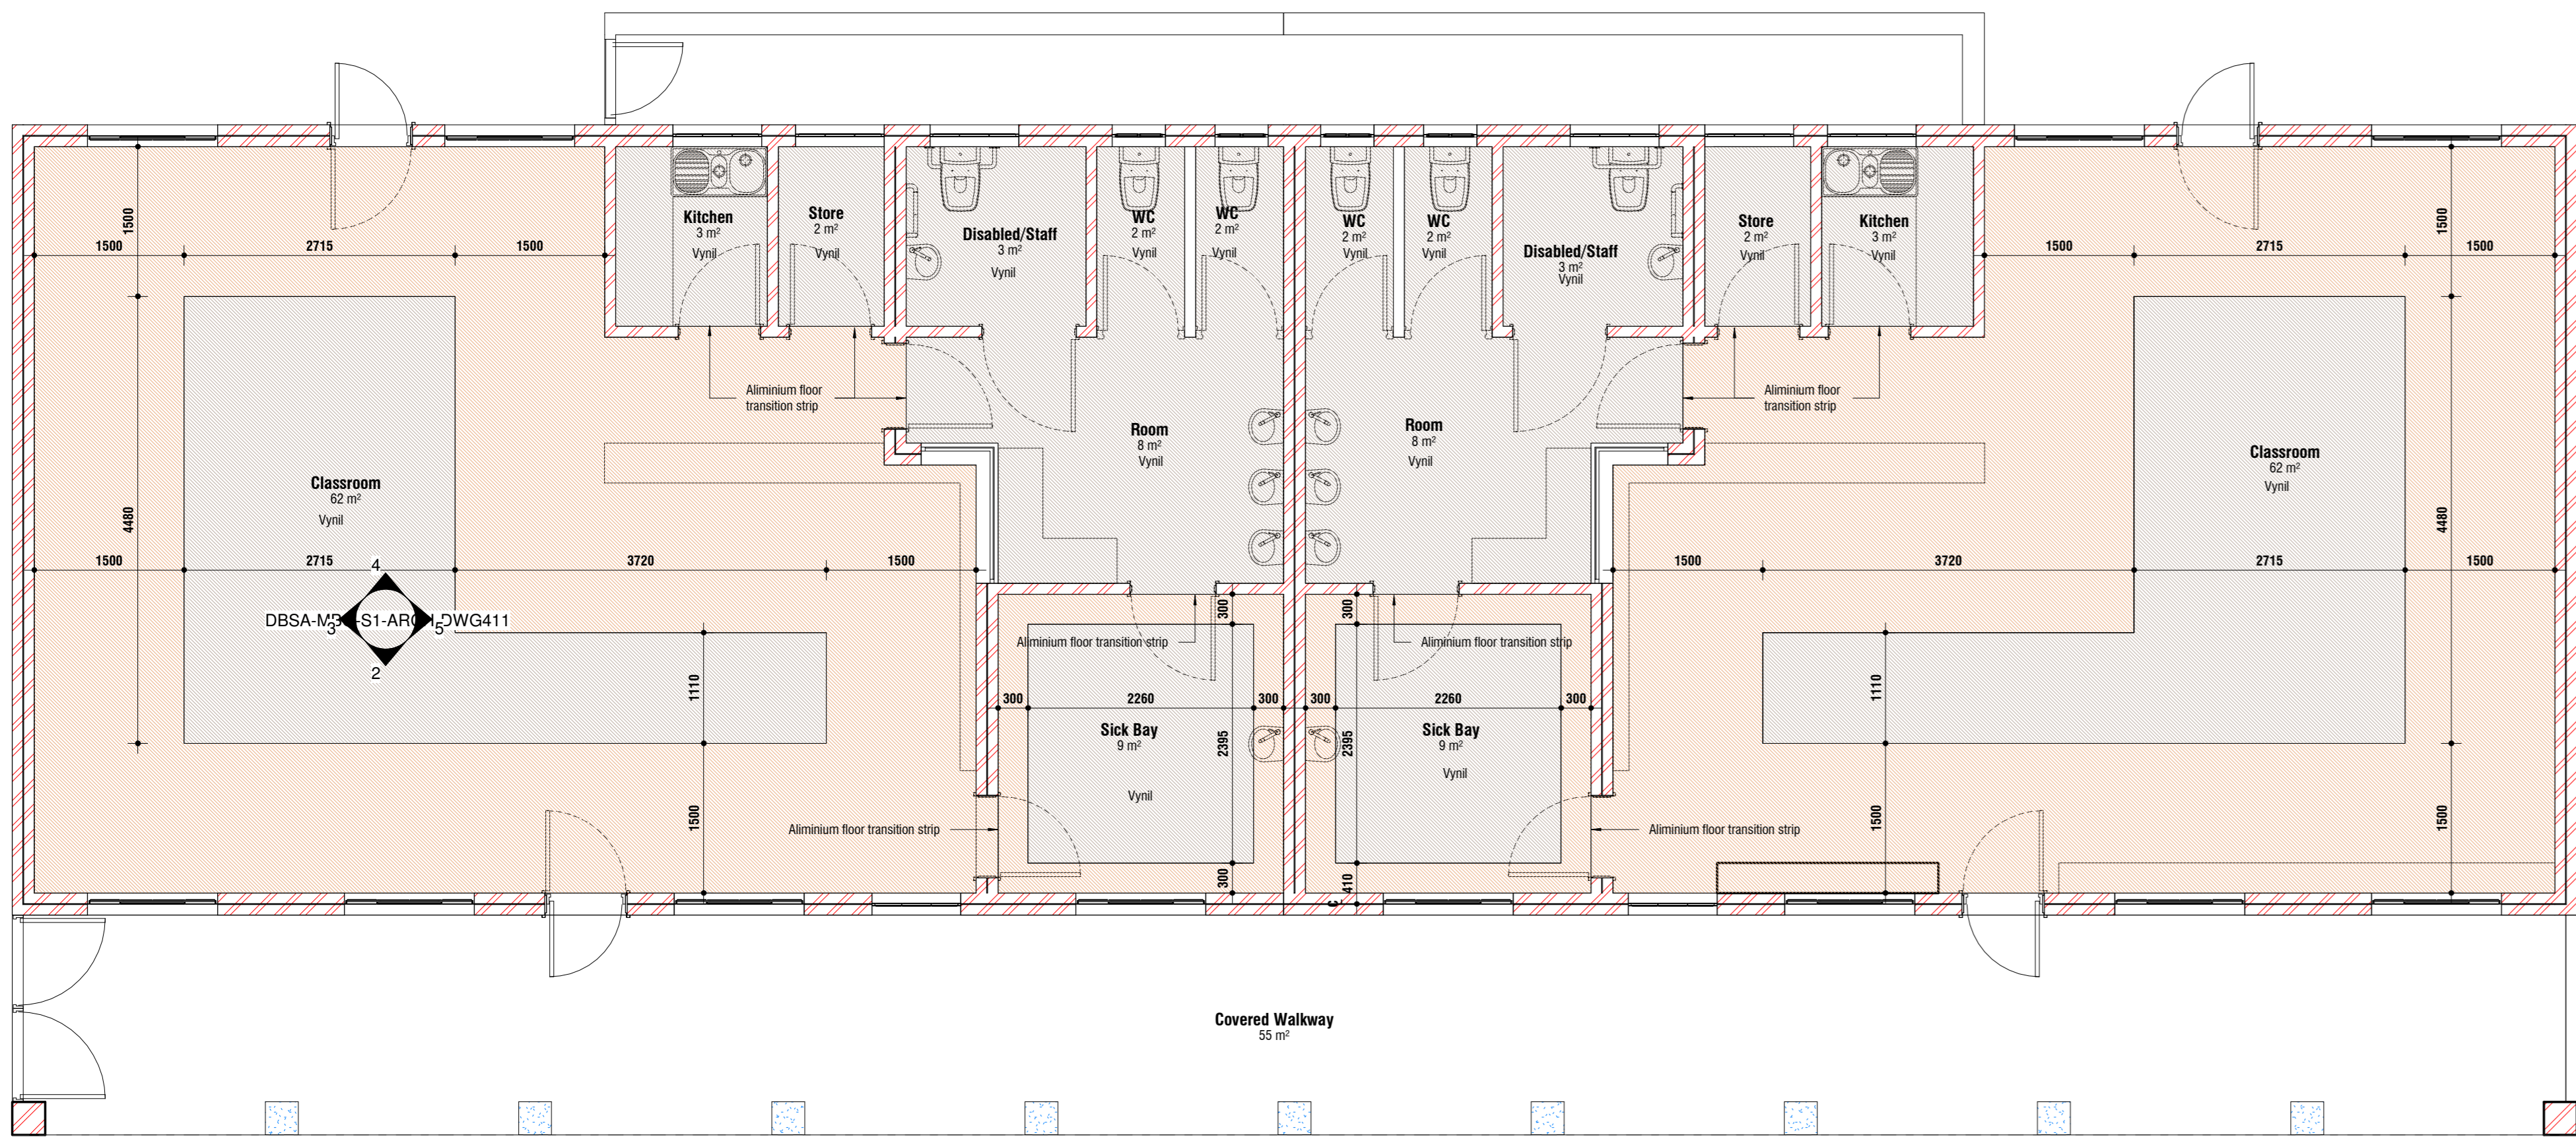 Kitchen
3 m²
Vynil
Store
2 m²
Vynil
Disabled/Staff
3 m²
Vynil
WC
2 m²
Vynil
WC
2 m²
Vynil
WC
2 m²
Vynil
WC
2 m²
Vynil
Disabled/Staff
3 m²
Vynil
Store
2 m²
Vynil
Kitchen
3 m²
Vynil
1500
1500
2715
1500
1500
2715
1500
1500
Aliminium floor
transition strip
Aliminium floor
transition strip
Room
8 m²
Vynil
Room
8 m²
Vynil
Classroom
62 m²
Vynil
Classroom
62 m²
Vynil
4480
4480
1500
2715
3720
1500
1500
3720
2715
1500
4
3
5
2
300
300
Aliminium floor transition strip
Aliminium floor transition strip
1110
1110
300
2260
300
300
2260
300
Sick Bay
9 m²
Vynil
Sick Bay
9 m²
Vynil
2395
2395
1500
1500
1500
Aliminium floor transition strip
Aliminium floor transition strip
300
410
Covered Walkway
55 m²